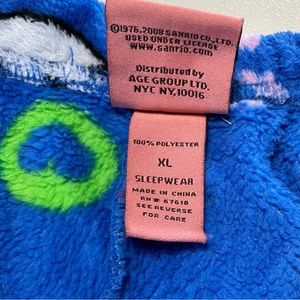 ©1976,2008 SANRIO CO.,LTD.
USED UNDER LICENSE
www.sanrio.com
Distributed by
AGE GROUP LTD.
NYC NY,10016
100% POLYESTER
XL
SLEEPWEAR
MADE IN CHINA
RN# 67618
SEE REVERSE
FOR CARE